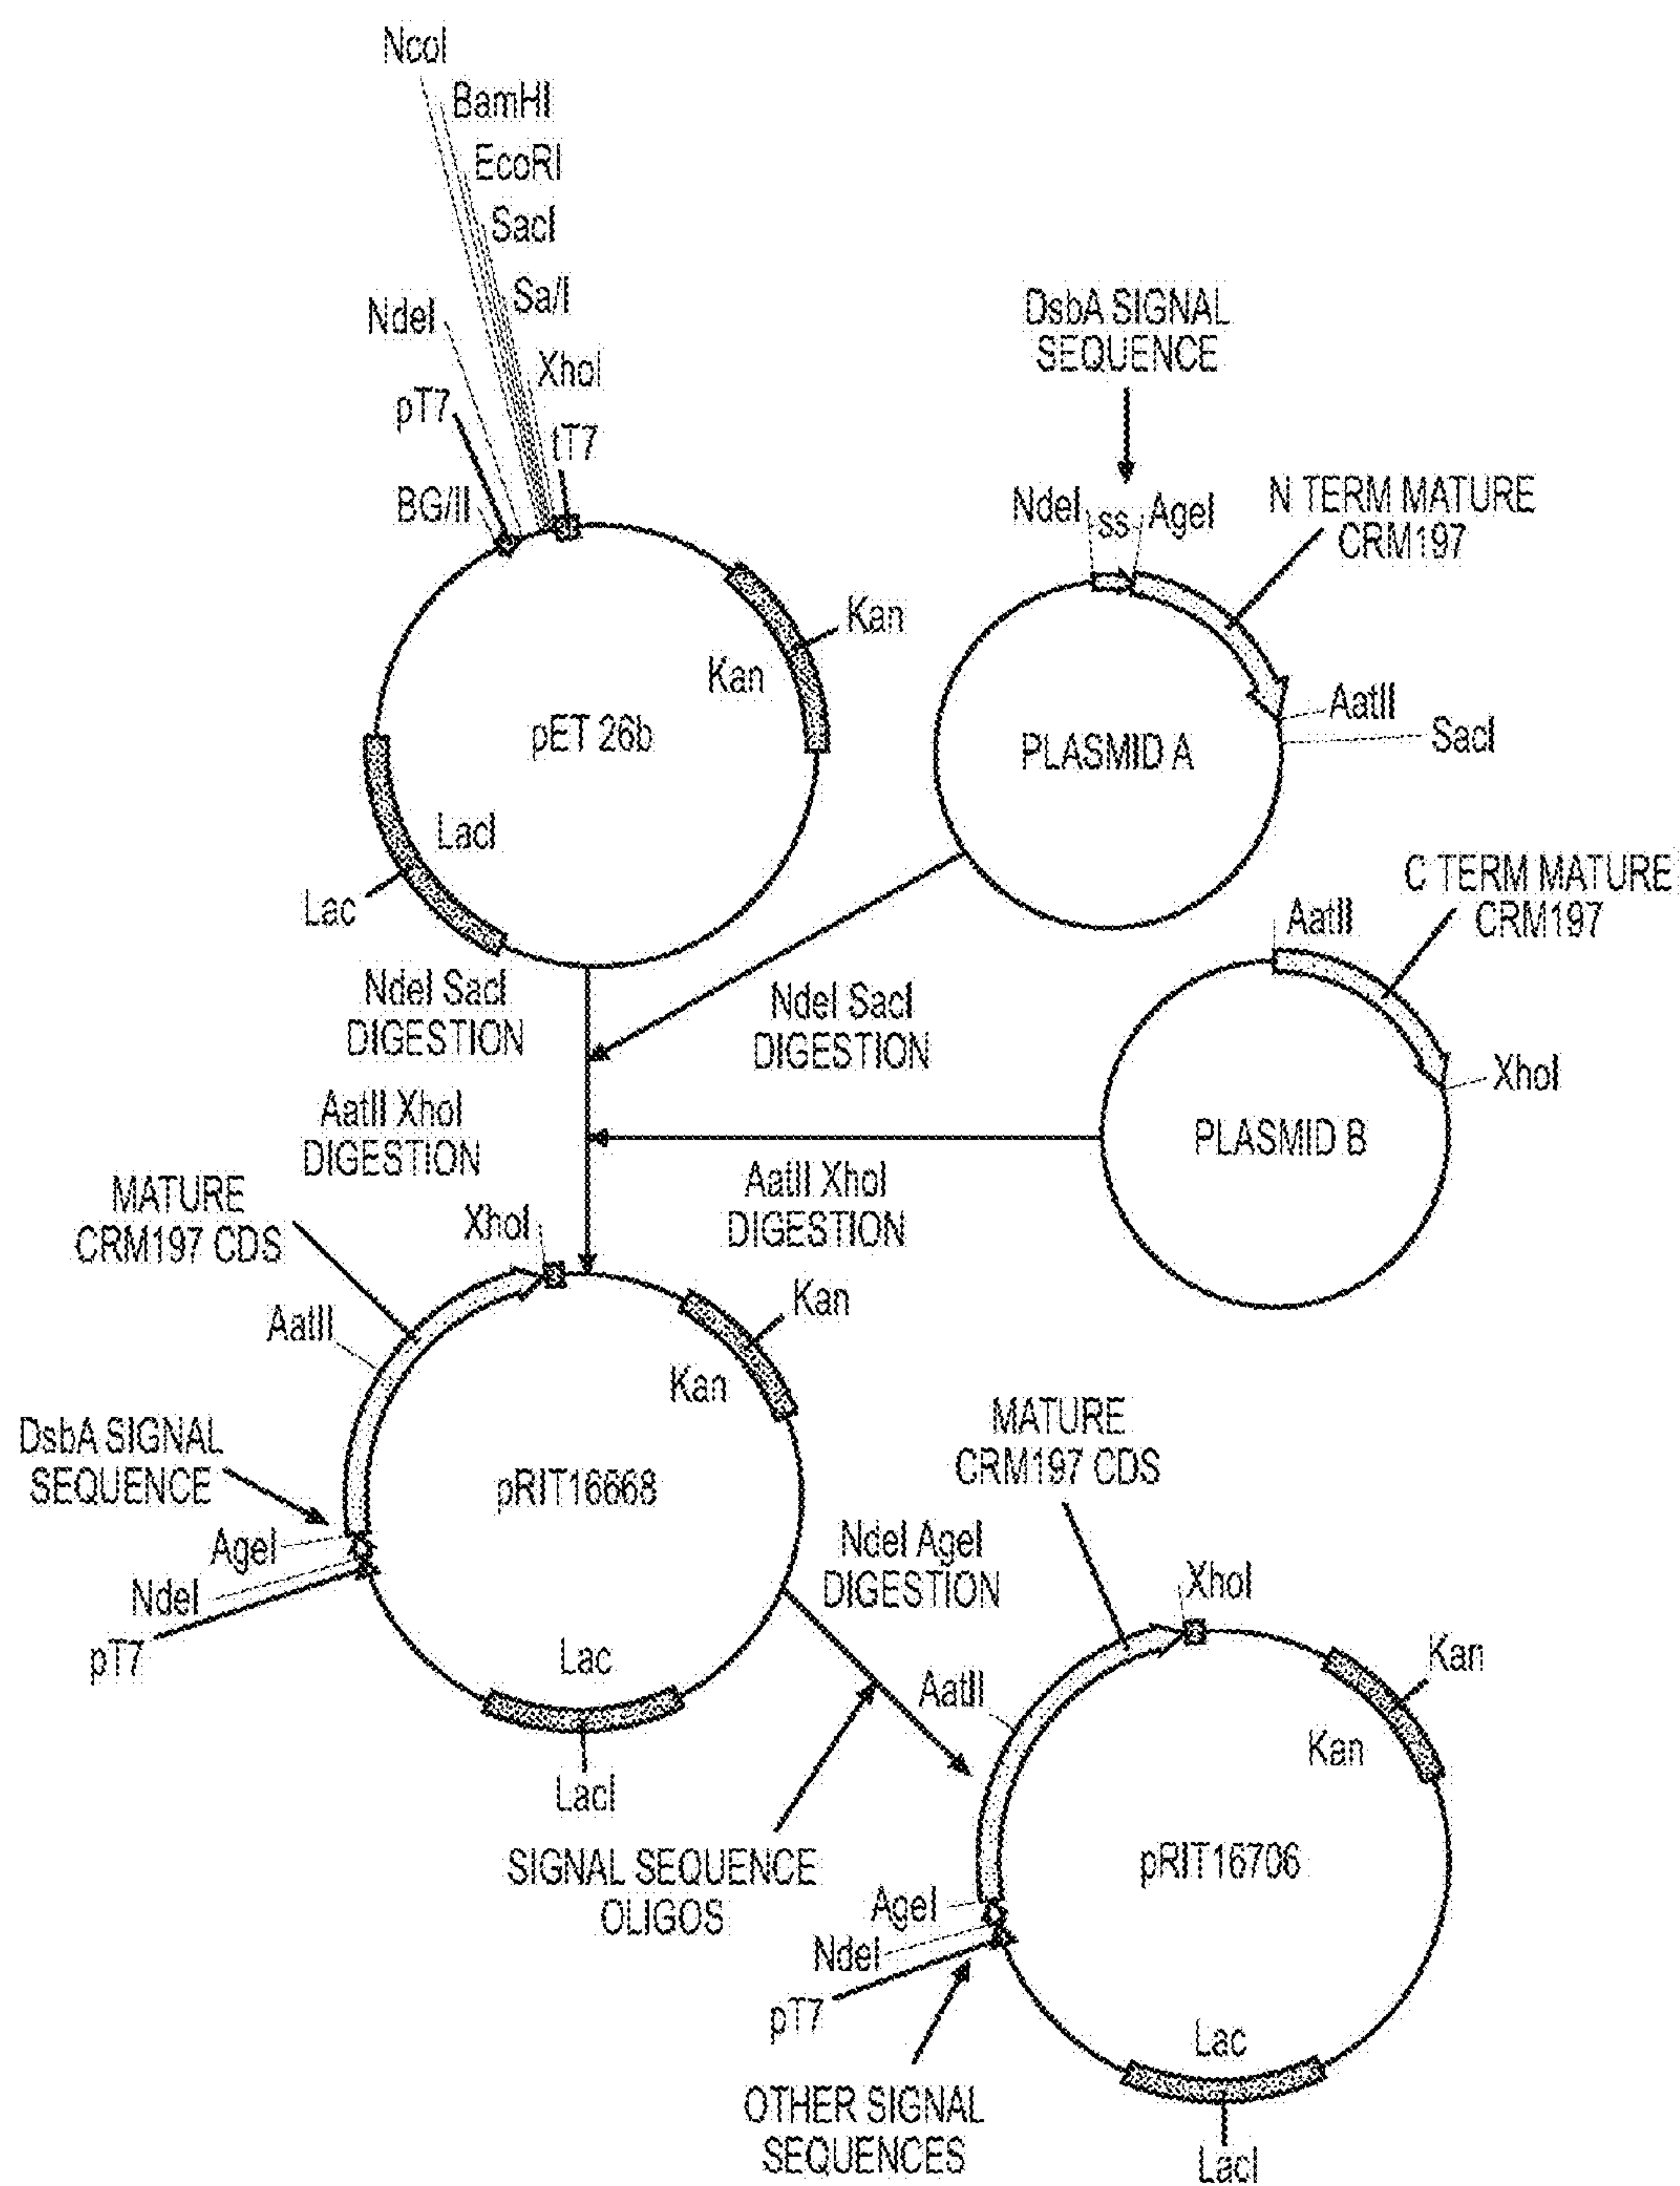 NcoI
BamHI
EcoRI
SacI
Sa/I
NdeI
XhoI
pT7
tT7
BG/II
Kan
Kan
pET 26b
LacI
Lac
DsbA SIGNAL
SEQUENCE
NdeI
ss
AgeI
N TERM MATURE
CRM197
AatII
SacI
PLASMID A
C TERM MATURE
CRM197
AatII
XhoI
PLASMID B
NdeI SacI
DIGESTION
NdeI SacI
DIGESTION
AatII XhoI
DIGESTION
AatII XhoI
DIGESTION
MATURE
CRM197 CDS
XhoI
AatII
Kan
Kan
DsbA SIGNAL
SEQUENCE
pRIT16668
AgeI
NdeI
pT7
Lac
LacI
NdeI AgeI
DIGESTION
SIGNAL SEQUENCE
OLIGOS
MATURE
CRM197 CDS
XhoI
AatII
Kan
Kan
pRIT16706
AgeI
NdeI
pT7
Lac
LacI
OTHER SIGNAL
SEQUENCES